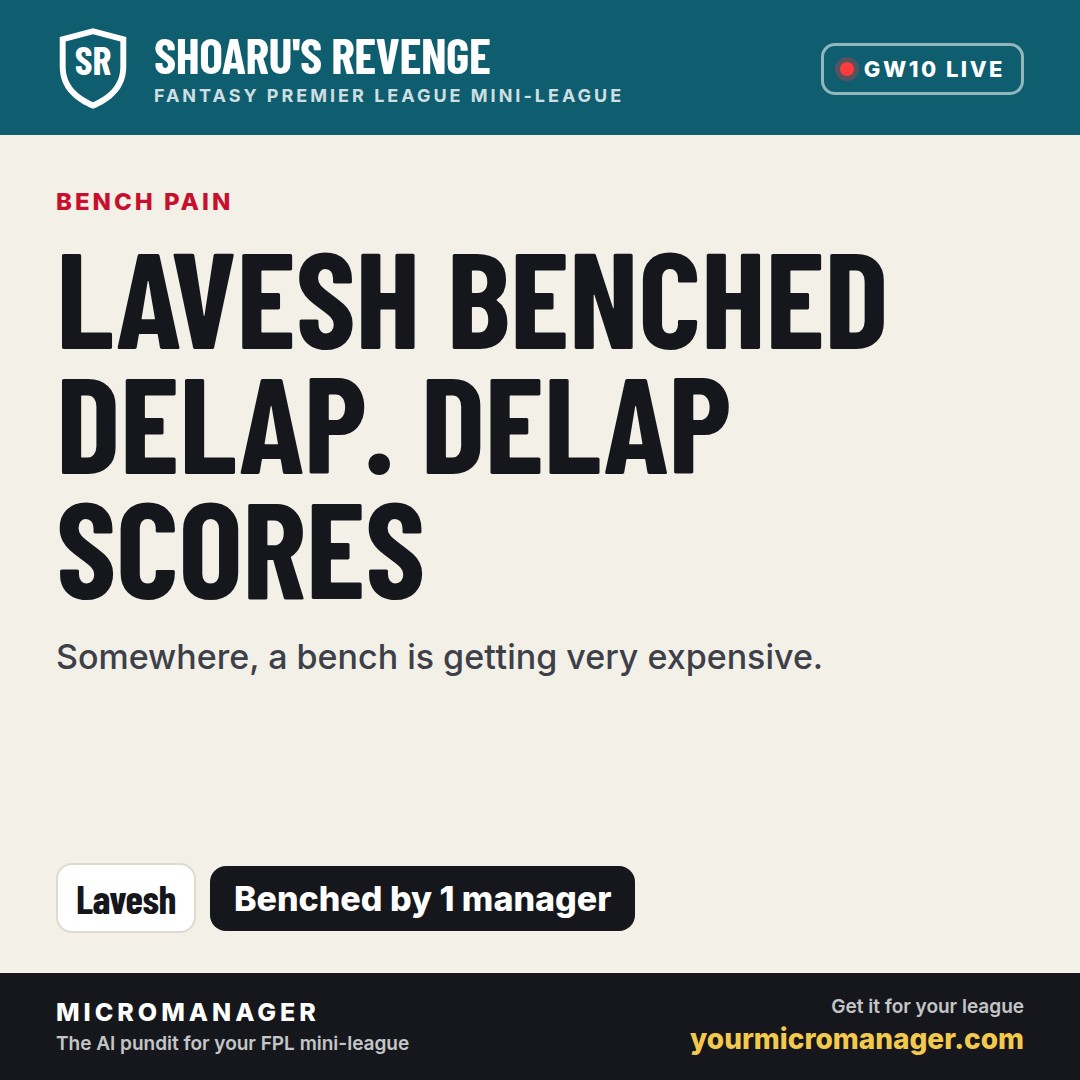 SR
SHOARU'S REVENGE
FANTASY PREMIER LEAGUE MINI-LEAGUE
GW10 LIVE
BENCH PAIN
LAVESH BENCHED
DELAP. DELAP
SCORES
Somewhere, a bench is getting very expensive.
Lavesh
Benched by 1 manager
MICROMANAGER
The AI pundit for your FPL mini-league
Get it for your league
yourmicromanager.com